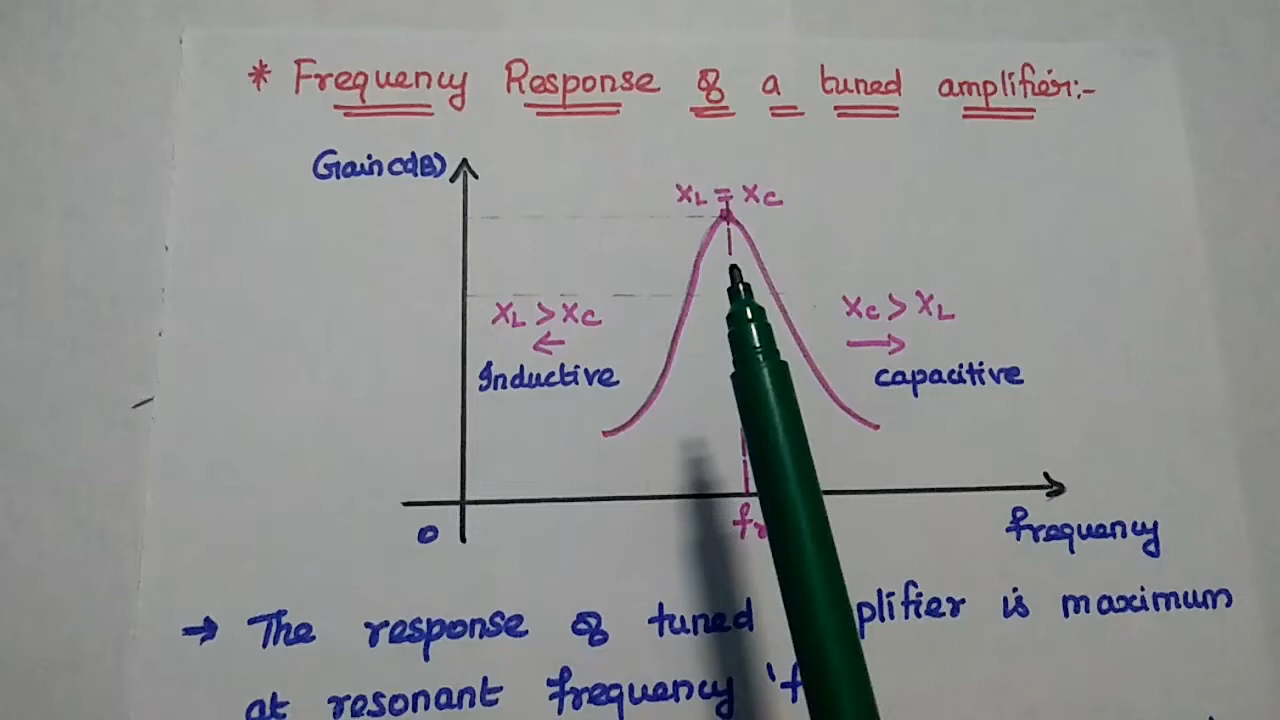 * Frequency Response of a tuned amplifier:-
Gain (dB)
XL = XC
XL > XC
XC > XL
←
→
Inductive
capacitive
0
frequency
→ The response of tuned is maximum
at resonant frequency